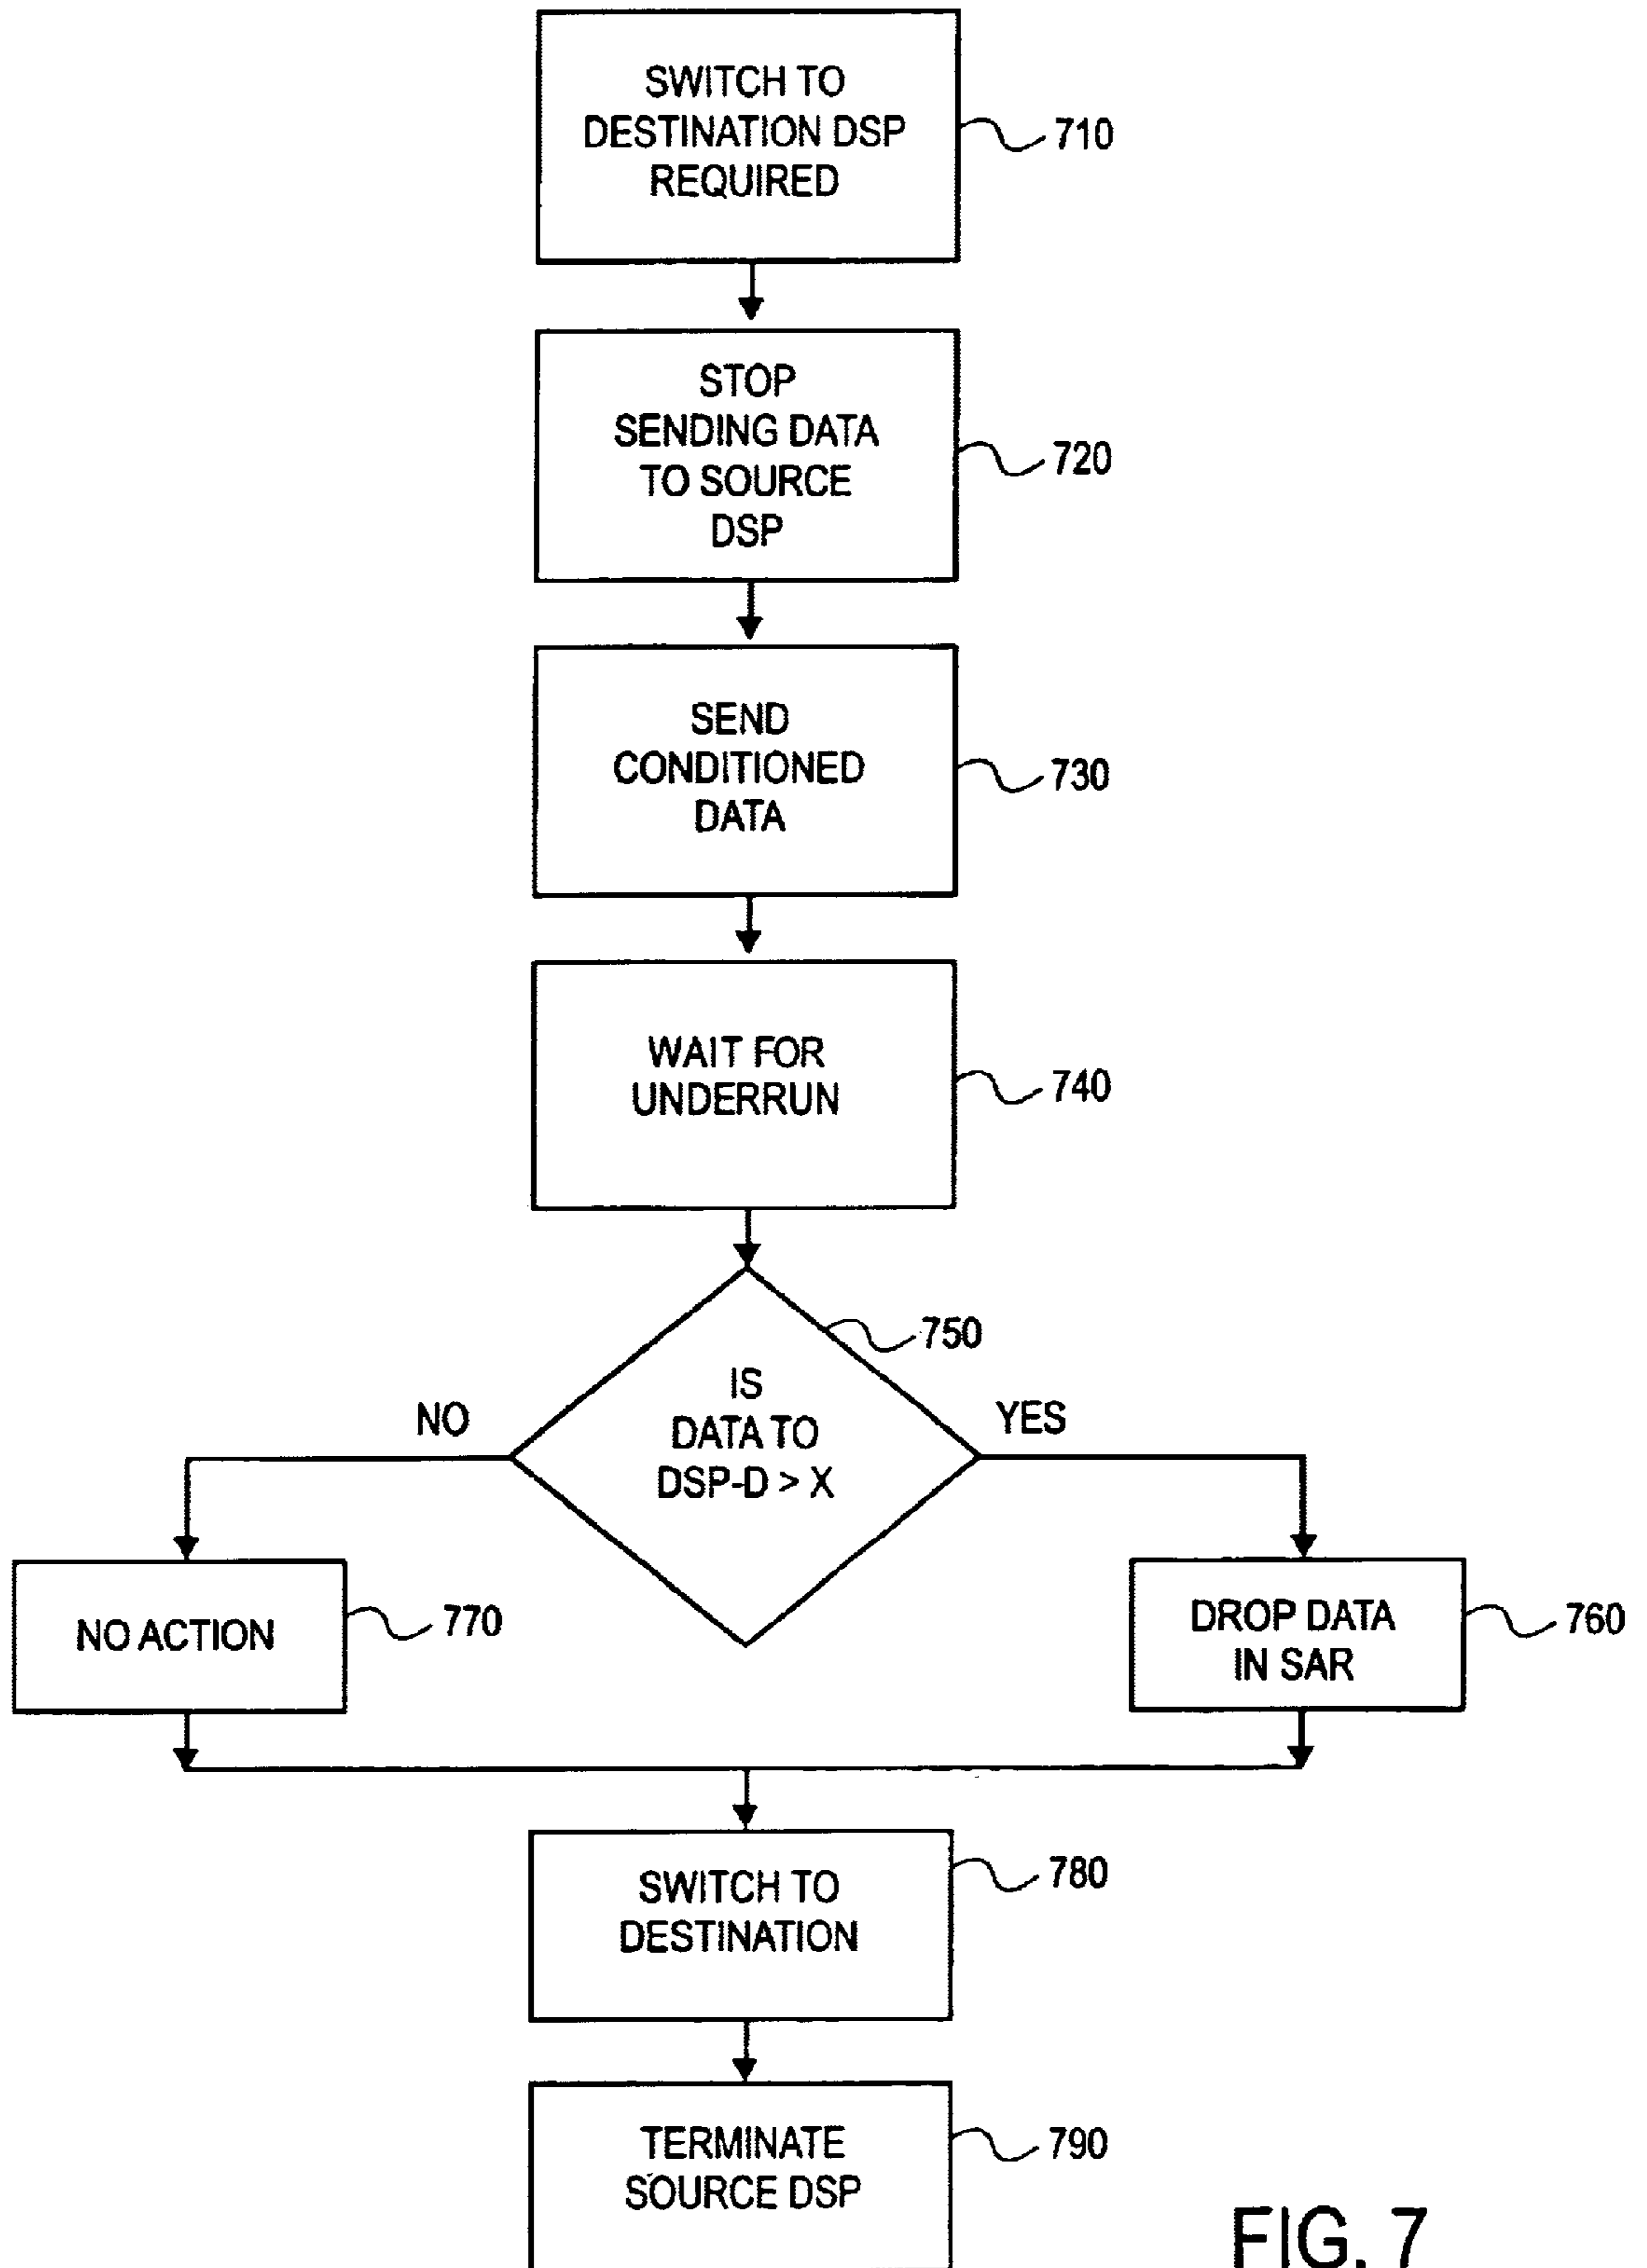 SWITCH TO
DESTINATION DSP
REQUIRED
710
STOP
SENDING DATA
TO SOURCE
DSP
720
SEND
CONDITIONED
DATA
730
WAIT FOR
UNDERRUN
740
750
IS
DATA TO
DSP-D > X
NO
YES
NO ACTION
770
DROP DATA
IN SAR
760
SWITCH TO
DESTINATION
780
TERMINATE
SOURCE DSP
790
FIG. 7